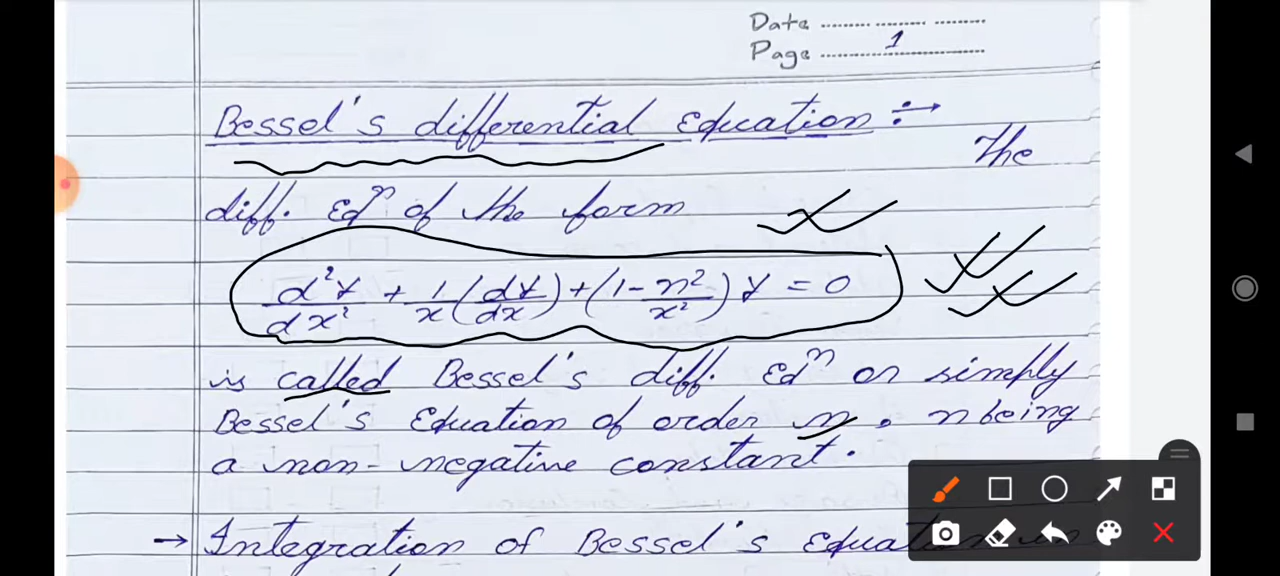 Date ........ ........ ........
Page ........1........
Bessel's differential Equation ÷→
The
diff. Eqⁿ of the form
d²y/dx² + 1/x (dy/dx) + (1 - n²/x²) y = 0
is called Bessel's diff. Eqⁿ or simply
Bessel's Equation of order n. n being
a non-negative constant.
→ Integration of Bessel's Equation in